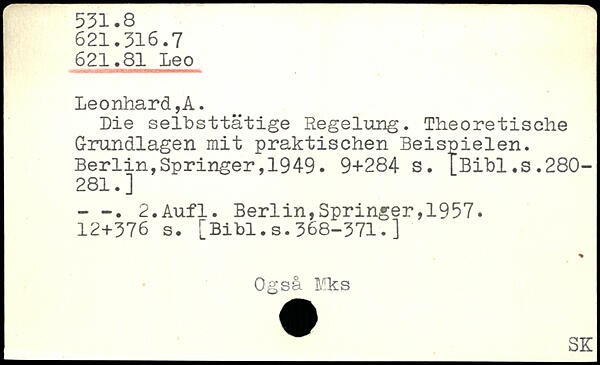 531.8
621.316.7
621.81 Leo
Leonhard,A.
Die selbsttätige Regelung. Theoretische
Grundlagen mit praktischen Beispielen.
Berlin,Springer,1949. 9+284 s. [Bibl.s.280-
281.]
- -. 2.Aufl. Berlin,Springer,1957.
12+376 s. [Bibl.s.368-371.]
Også Mks
SK